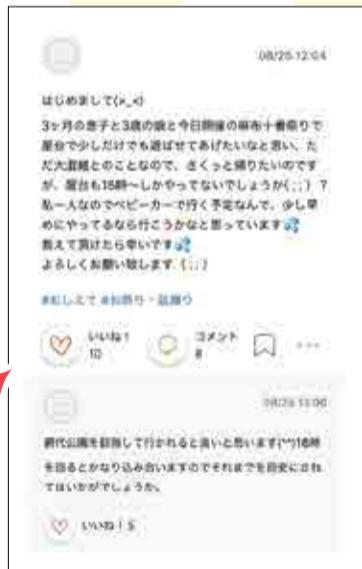 08/26 12:04
はじめまして(>_<)
3ヶ月の息子と3歳の娘と今日開催の麻布十番祭りで
屋台で少しだけでも遊ばせてあげたいなと思い、た
だ大混雑とのことなので、さくっと帰りたいのです
が、屋台も15時〜しかやってないでしょうか(; ;) ?
私一人なのでベビーカーで行く予定なんで、少し早
めにやってるなら行こうかなと思っています💦
教えて頂けたら幸いです💦
よろしくお願い致します (; ;)
#おしえて #お祭り・盆踊り
いいね! 10
コメント 8
08/26 13:00
網代公園を目指して行かれると良いと思います(^^)16時
を回るとかなり込み合いますのでそれまでを目安にされ
てはいかがでしょうか。
いいね! 5